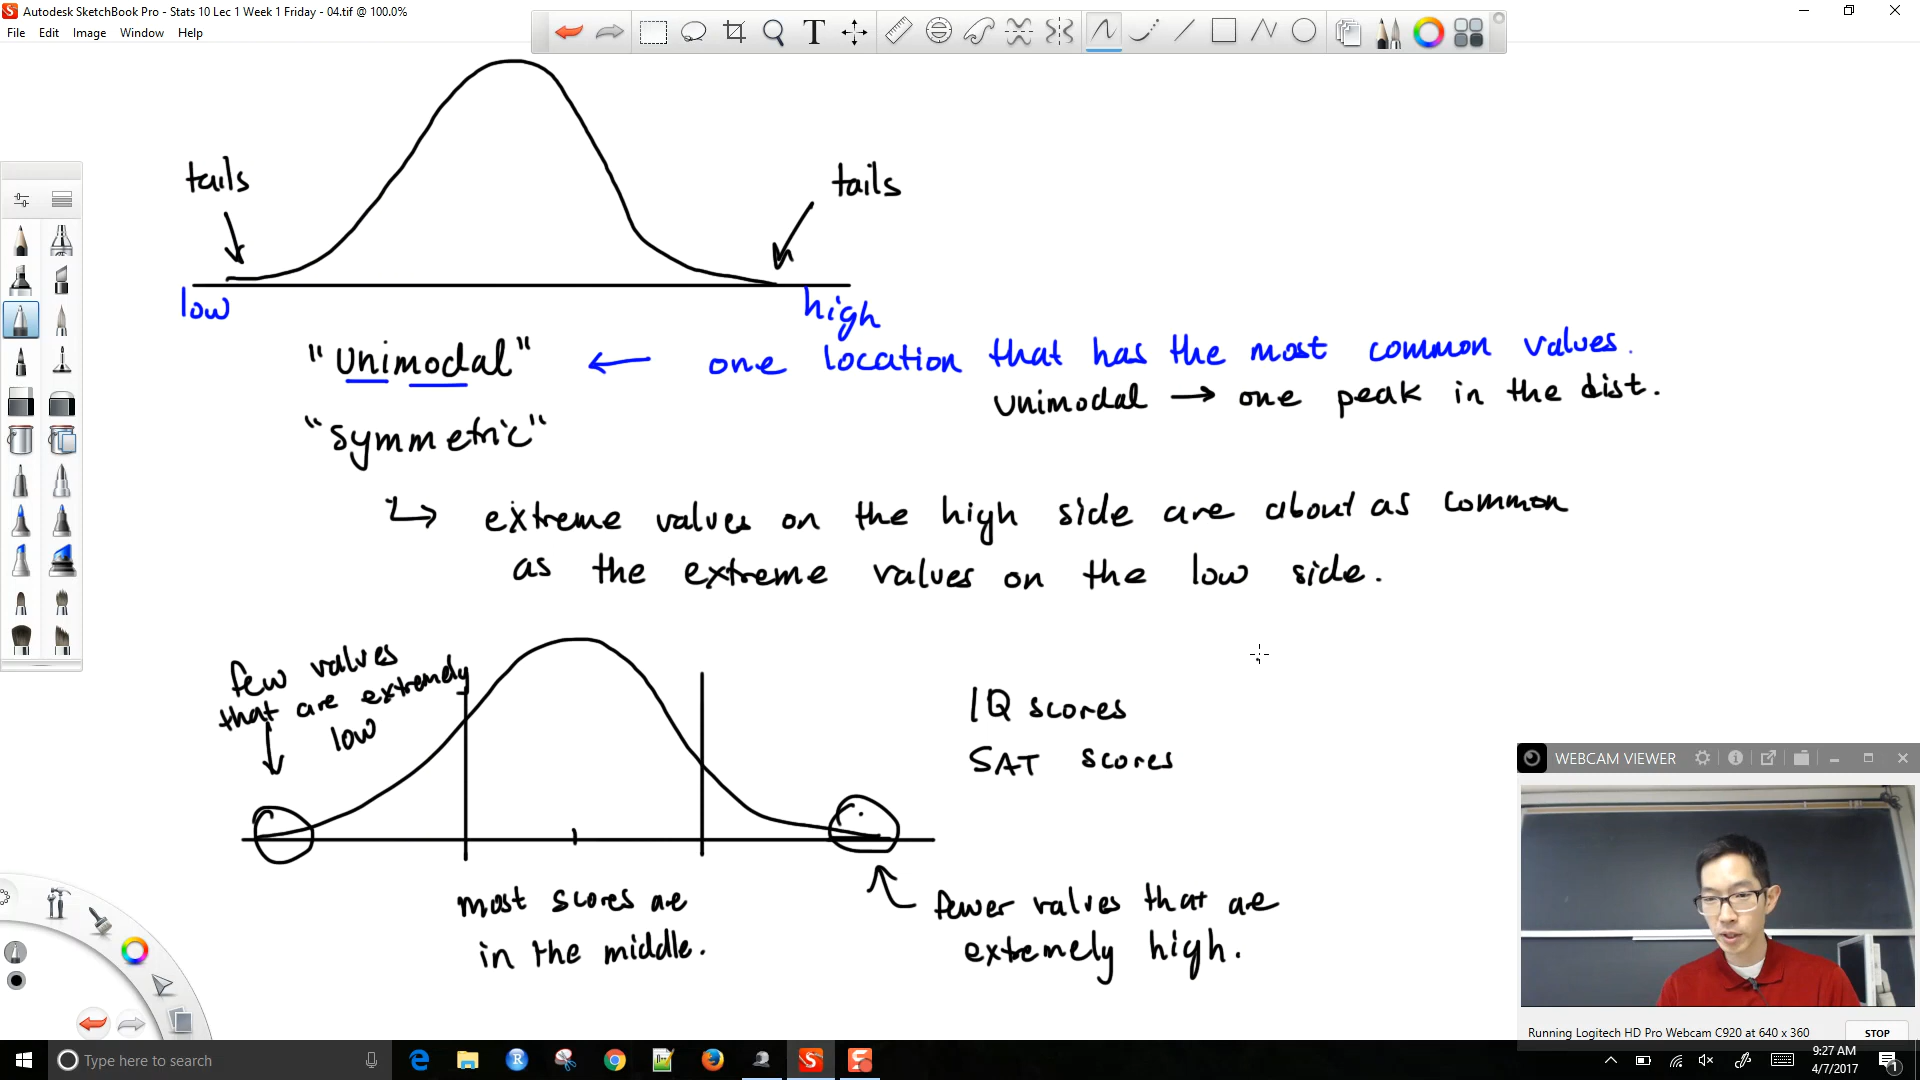 Autodesk SketchBook Pro - Stats 10 Lec 1 Week 1 Friday - 04.tif @ 100.0%
File Edit Image Window Help
tails
tails
low
high
"Unimodal" ← one location that has the most common values.
unimodal → one peak in the dist.
"symmetric"
↳ extreme values on the high side are about as common
as the extreme values on the low side.
few values
that are extremely
low
IQ scores
SAT scores
most scores are
in the middle.
fewer values that are
extremely high.
WEBCAM VIEWER
Running Logitech HD Pro Webcam C920 at 640 x 360
STOP
Type here to search
9:27 AM
4/7/2017
1